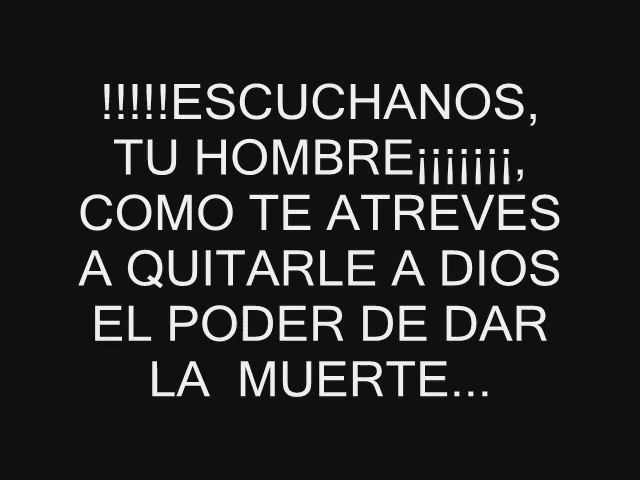 !!!!!ESCUCHANOS,
TU HOMBRE¡¡¡¡¡¡¡,
COMO TE ATREVES
A QUITARLE A DIOS
EL PODER DE DAR
LA  MUERTE...